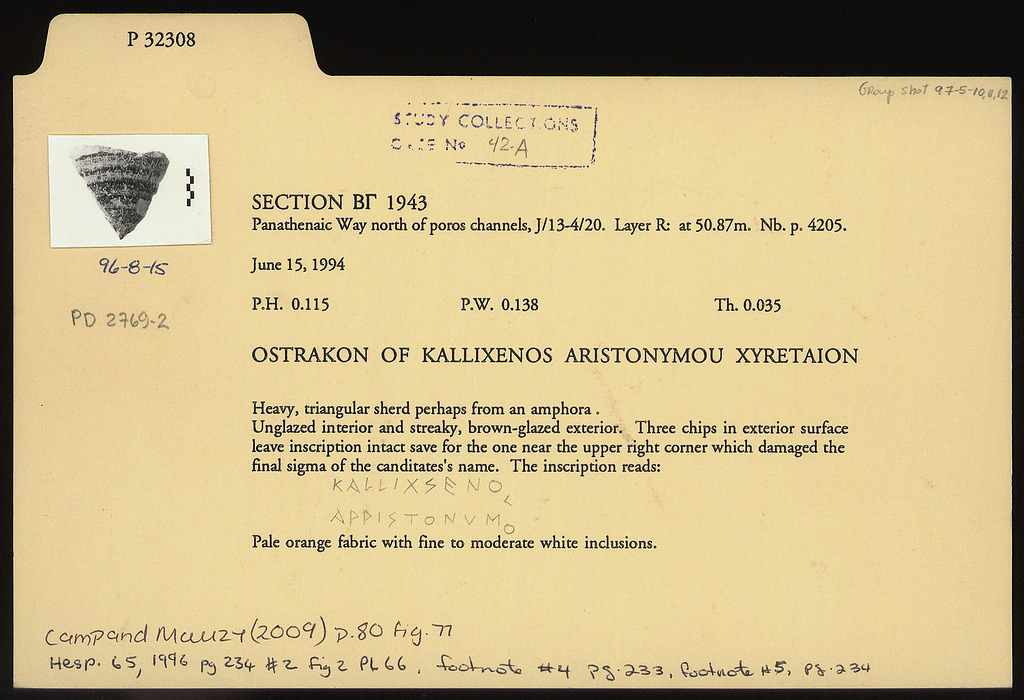 P 32308
Group shot 97-5-10,11,12
STUDY COLLECTIONS
CASE No 42-A
SECTION ΒΓ 1943
Panathenaic Way north of poros channels, J/13-4/20. Layer R: at 50.87m. Nb. p. 4205.
96-8-15
June 15, 1994
PD 2769-2
P.H. 0.115 P.W. 0.138 Th. 0.035
OSTRAKON OF KALLIXENOS ARISTONYMOU XYRETAION
Heavy, triangular sherd perhaps from an amphora .
Unglazed interior and streaky, brown-glazed exterior. Three chips in exterior surface
leave inscription intact save for the one near the upper right corner which damaged the
final sigma of the canditates's name. The inscription reads:
KALLIXSENO
ς
APPISTONVM
O
Pale orange fabric with fine to moderate white inclusions.
Camp and Mauzy (2009) p.80 fig. 77
Hesp. 65, 1996 pg 234 #2 fig 2 Pl. 66, footnote #4 pg. 233, footnote #5, pg. 234